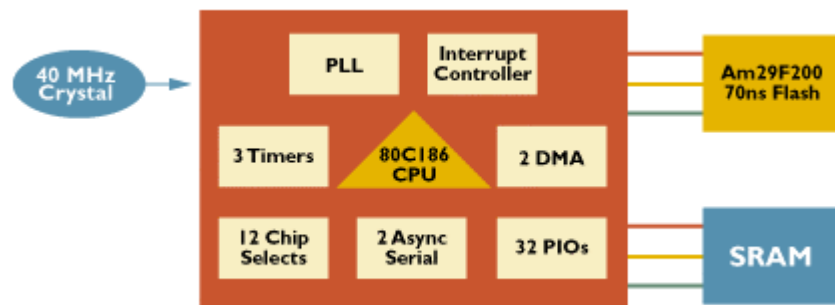 40 MHz
Crystal
PLL
Interrupt
Controller
Am29F200
70ns Flash
3 Timers
80C186
CPU
2 DMA
12 Chip
Selects
2 Async
Serial
32 PIOs
SRAM